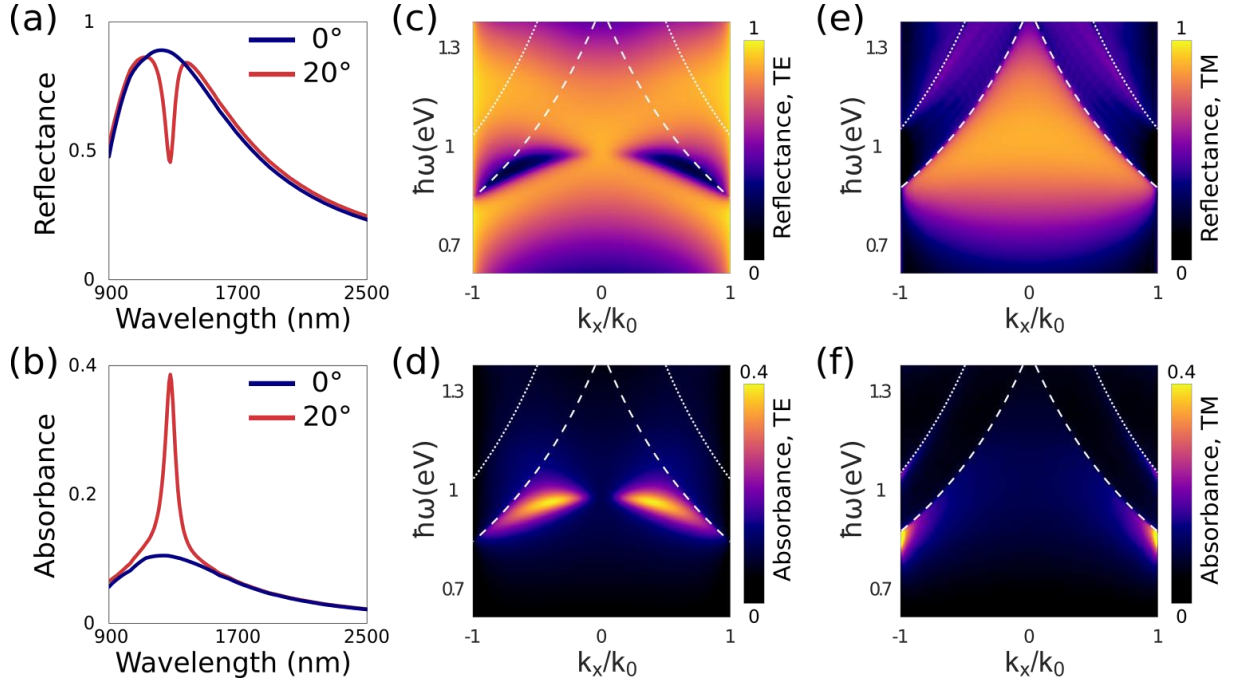 (a)
Reflectance
1
0.5
0
0°
20°
900
1700
2500
Wavelength (nm)
(b)
Absorbance
0.4
0.2
0
0°
20°
900
1700
2500
Wavelength (nm)
(c)
ħω(eV)
1.3
1
0.7
-1
0
1
kₓ/k₀
1
0
Reflectance, TE
(d)
ħω(eV)
1.3
1
0.7
-1
0
1
kₓ/k₀
0.4
0
Absorbance, TE
(e)
ħω(eV)
1.3
1
0.7
-1
0
1
kₓ/k₀
1
0
Reflectance, TM
(f)
ħω(eV)
1.3
1
0.7
-1
0
1
kₓ/k₀
0.4
0
Absorbance, TM